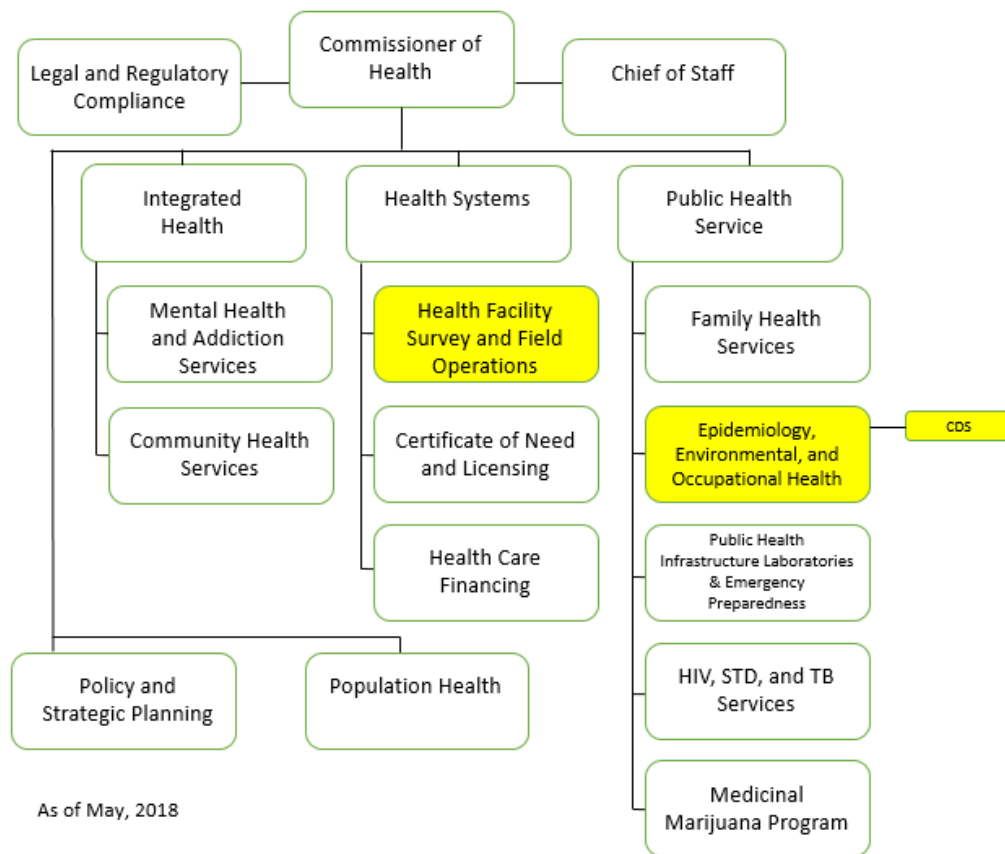 Commissioner of
Health
Legal and Regulatory
Compliance
Chief of Staff
Integrated
Health
Health Systems
Public Health
Service
Mental Health
and Addiction
Services
Health Facility
Survey and Field
Operations
Family Health
Services
Community Health
Services
Certificate of Need
and Licensing
Epidemiology,
Environmental, and
Occupational Health
CDS
Health Care
Financing
Public Health
Infrastructure Laboratories
& Emergency
Preparedness
Policy and
Strategic Planning
Population Health
HIV, STD, and TB
Services
Medicinal
Marijuana Program
As of May, 2018